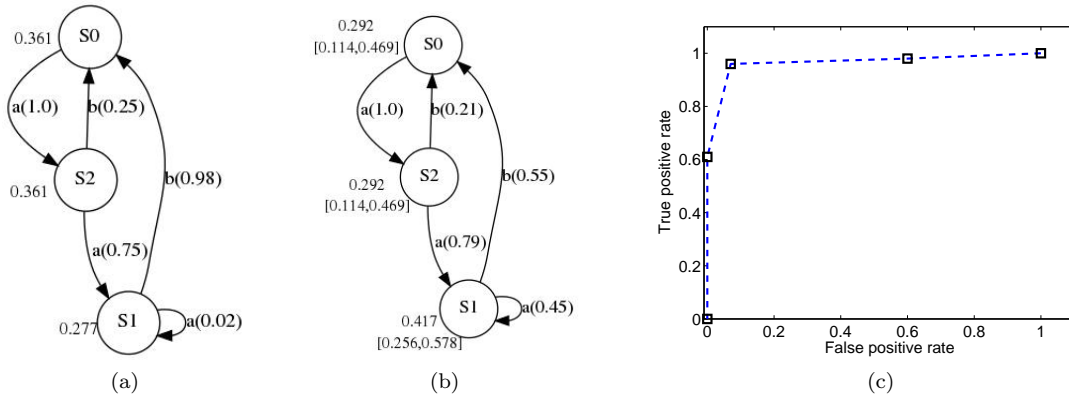 0.361
S0
a(1.0)
b(0.25)
0.361
S2
b(0.98)
a(0.75)
0.277
S1
a(0.02)
(a)
0.292
[0.114,0.469]
S0
a(1.0)
b(0.21)
S2
0.292
[0.114,0.469]
b(0.55)
a(0.79)
S1
a(0.45)
0.417
[0.256,0.578]
(b)
True positive rate
1
0.8
0.6
0.4
0.2
0
0 0.2 0.4 0.6 0.8 1
False positive rate
(c)